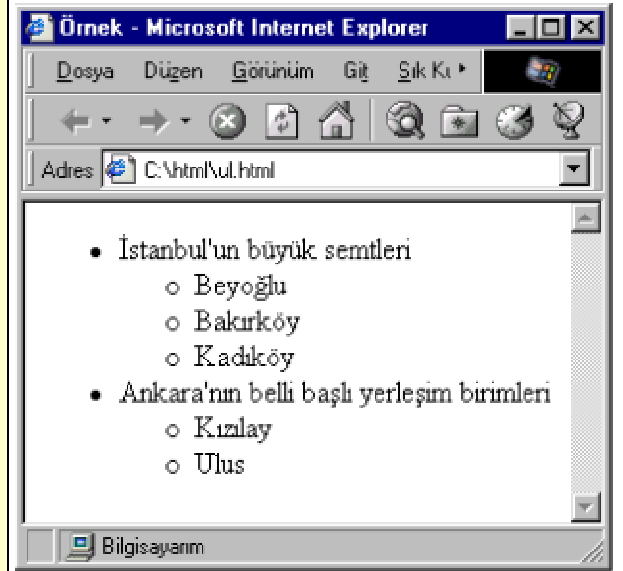 Örnek - Microsoft Internet Explorer
Dosya Düzen Görünüm Git Sık Kı
Adres C:\html\ul.html
İstanbul'un büyük semtleri
Beyoğlu
Bakırköy
Kadıköy
Ankara'nın belli başlı yerleşim birimleri
Kızılay
Ulus
Bilgisayarım